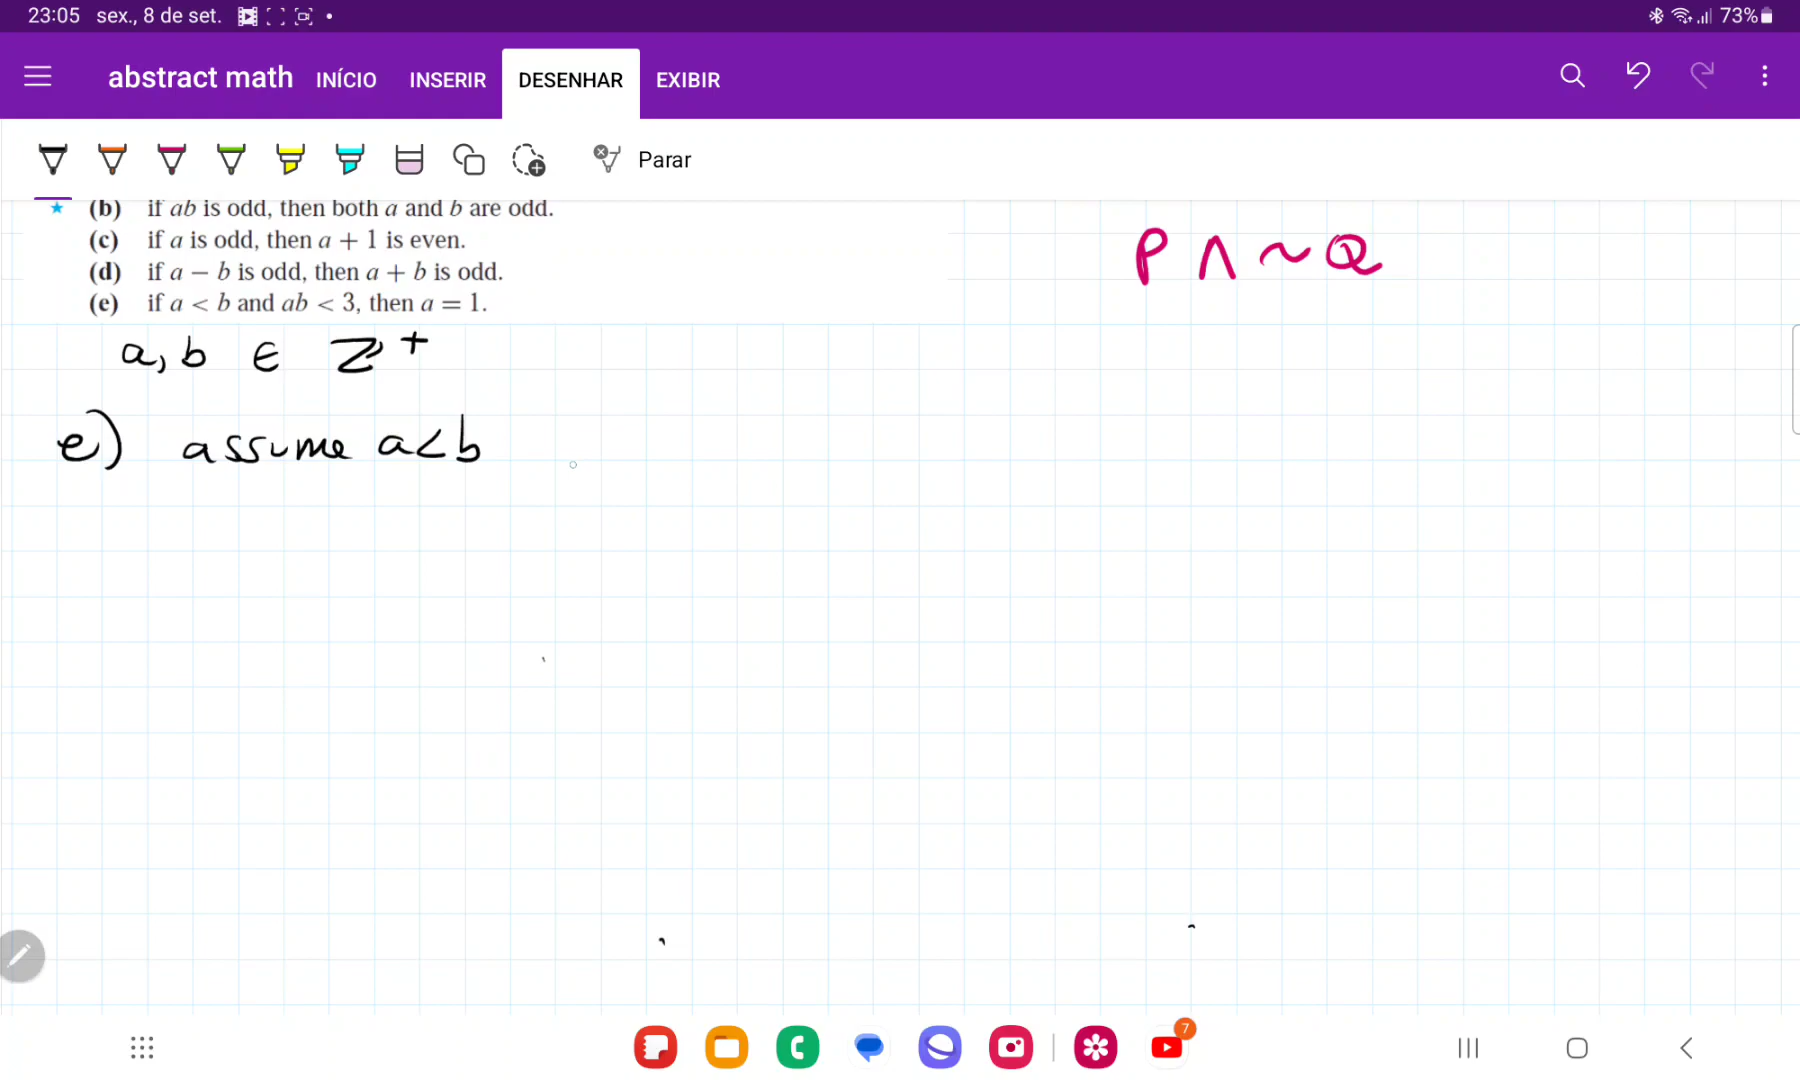 23:05 sex., 8 de set. 73%
abstract math INÍCIO INSERIR DESENHAR EXIBIR
Parar
★ (b) if ab is odd, then both a and b are odd.
(c) if a is odd, then a + 1 is even.
(d) if a − b is odd, then a + b is odd.
(e) if a < b and ab < 3, then a = 1.
P ∧ ~Q
a, b ∈ ℤ⁺
e) assume a<b
7